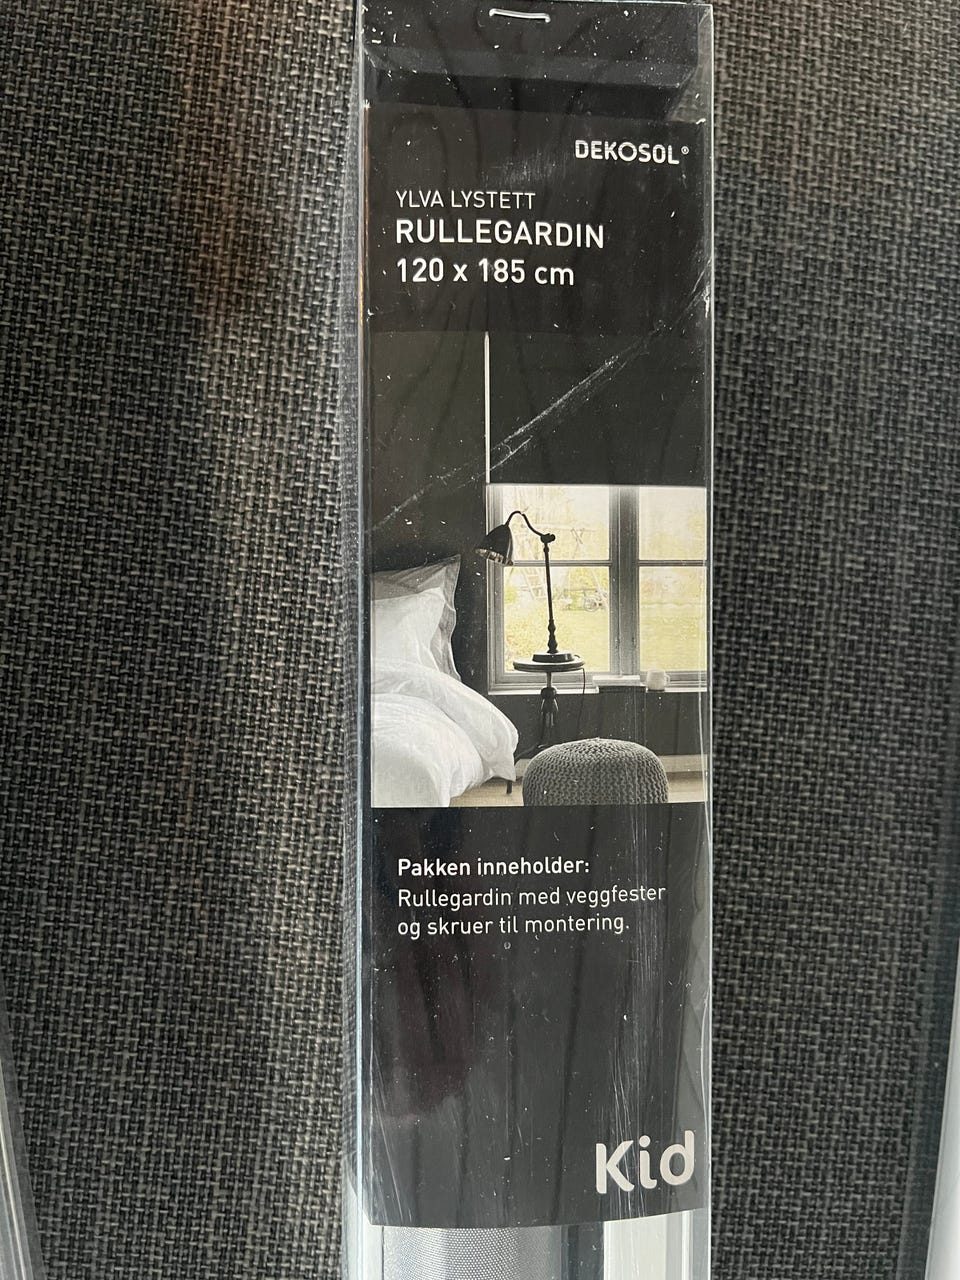 DEKOSOL®
YLVA LYSTETT
RULLEGARDIN
120 x 185 cm
Pakken inneholder:
Rullegardin med veggfester
og skruer til montering.
Kid